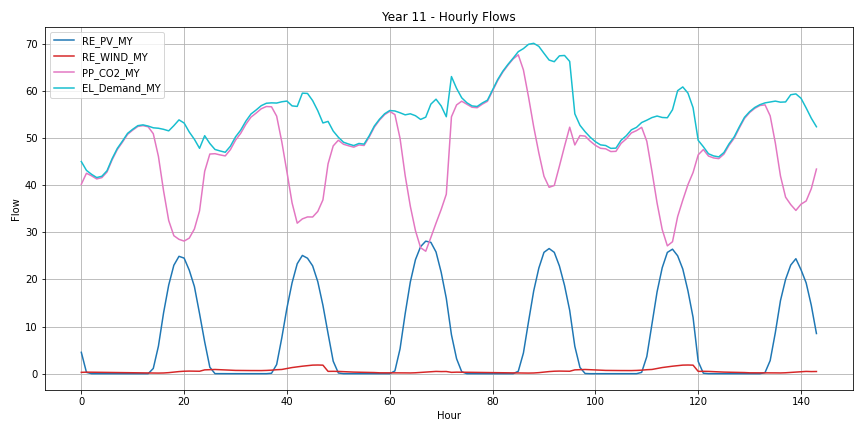 Year 11 - Hourly Flows
RE_PV_MY
RE_WIND_MY
PP_CO2_MY
EL_Demand_MY
70
60
50
40
30
20
10
0
Flow
0 20 40 60 80 100 120 140
Hour